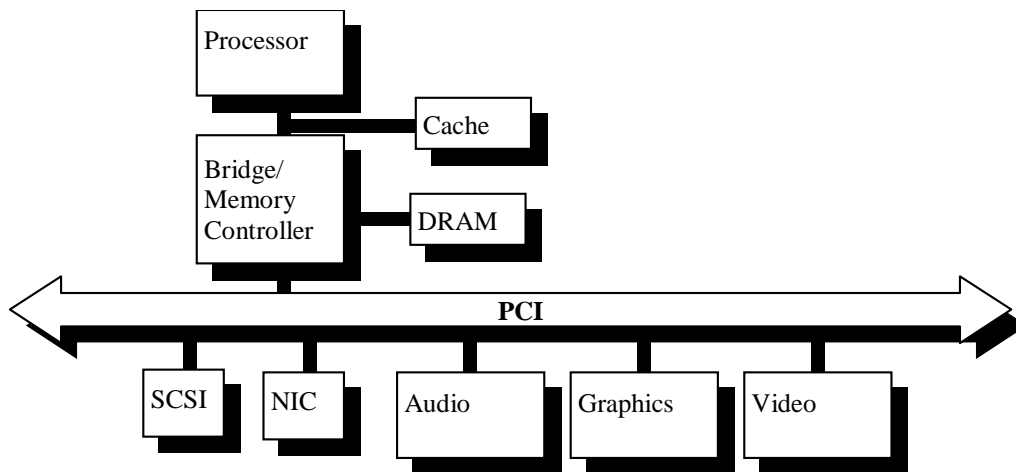 Processor
Cache
Bridge/
Memory
Controller
DRAM
PCI
SCSI
NIC
Audio
Graphics
Video